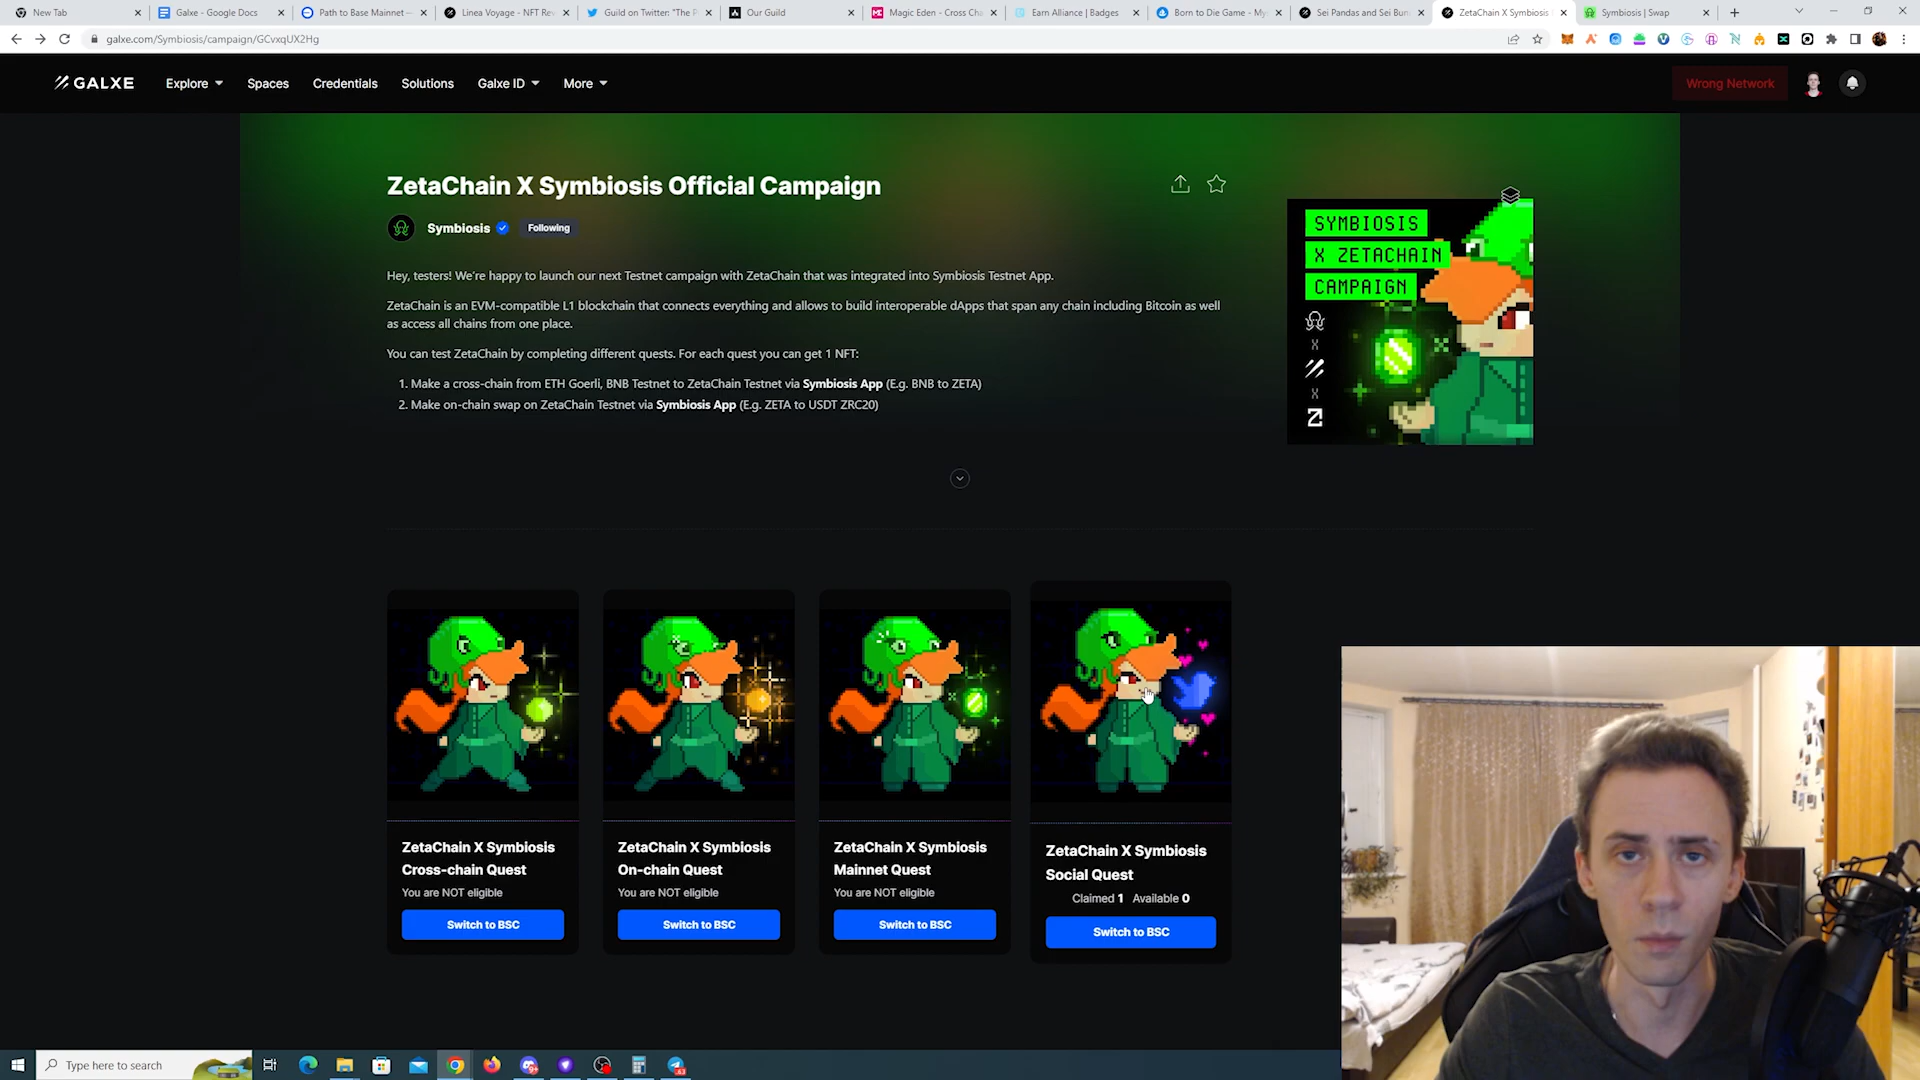 New Tab
Galxe - Google Docs
Path to Base Mainnet —
Linea Voyage - NFT Rev
Guild on Twitter: "The P
Our Guild
Magic Eden - Cross Cha
Earn Alliance | Badges
Born to Die Game - My
Sei Pandas and Sei Bun
ZetaChain X Symbiosis
Symbiosis | Swap
galxe.com/Symbiosis/campaign/GCvxqUX2Hg
GALXE
Explore
Spaces
Credentials
Solutions
Galxe ID
More
Wrong Network
ZetaChain X Symbiosis Official Campaign
Symbiosis
Following
Hey, testers! We're happy to launch our next Testnet campaign with ZetaChain that was integrated into Symbiosis Testnet App.
ZetaChain is an EVM-compatible L1 blockchain that connects everything and allows to build interoperable dApps that span any chain including Bitcoin as well
as access all chains from one place.
You can test ZetaChain by completing different quests. For each quest you can get 1 NFT:
1. Make a cross-chain from ETH Goerli, BNB Testnet to ZetaChain Testnet via Symbiosis App (E.g. BNB to ZETA)
2. Make on-chain swap on ZetaChain Testnet via Symbiosis App (E.g. ZETA to USDT ZRC20)
SYMBIOSIS
X ZETACHAIN
CAMPAIGN
X
X
ZetaChain X Symbiosis
Cross-chain Quest
You are NOT eligible
Switch to BSC
ZetaChain X Symbiosis
On-chain Quest
You are NOT eligible
Switch to BSC
ZetaChain X Symbiosis
Mainnet Quest
You are NOT eligible
Switch to BSC
ZetaChain X Symbiosis
Social Quest
Claimed 1 Available 0
Switch to BSC
Type here to search